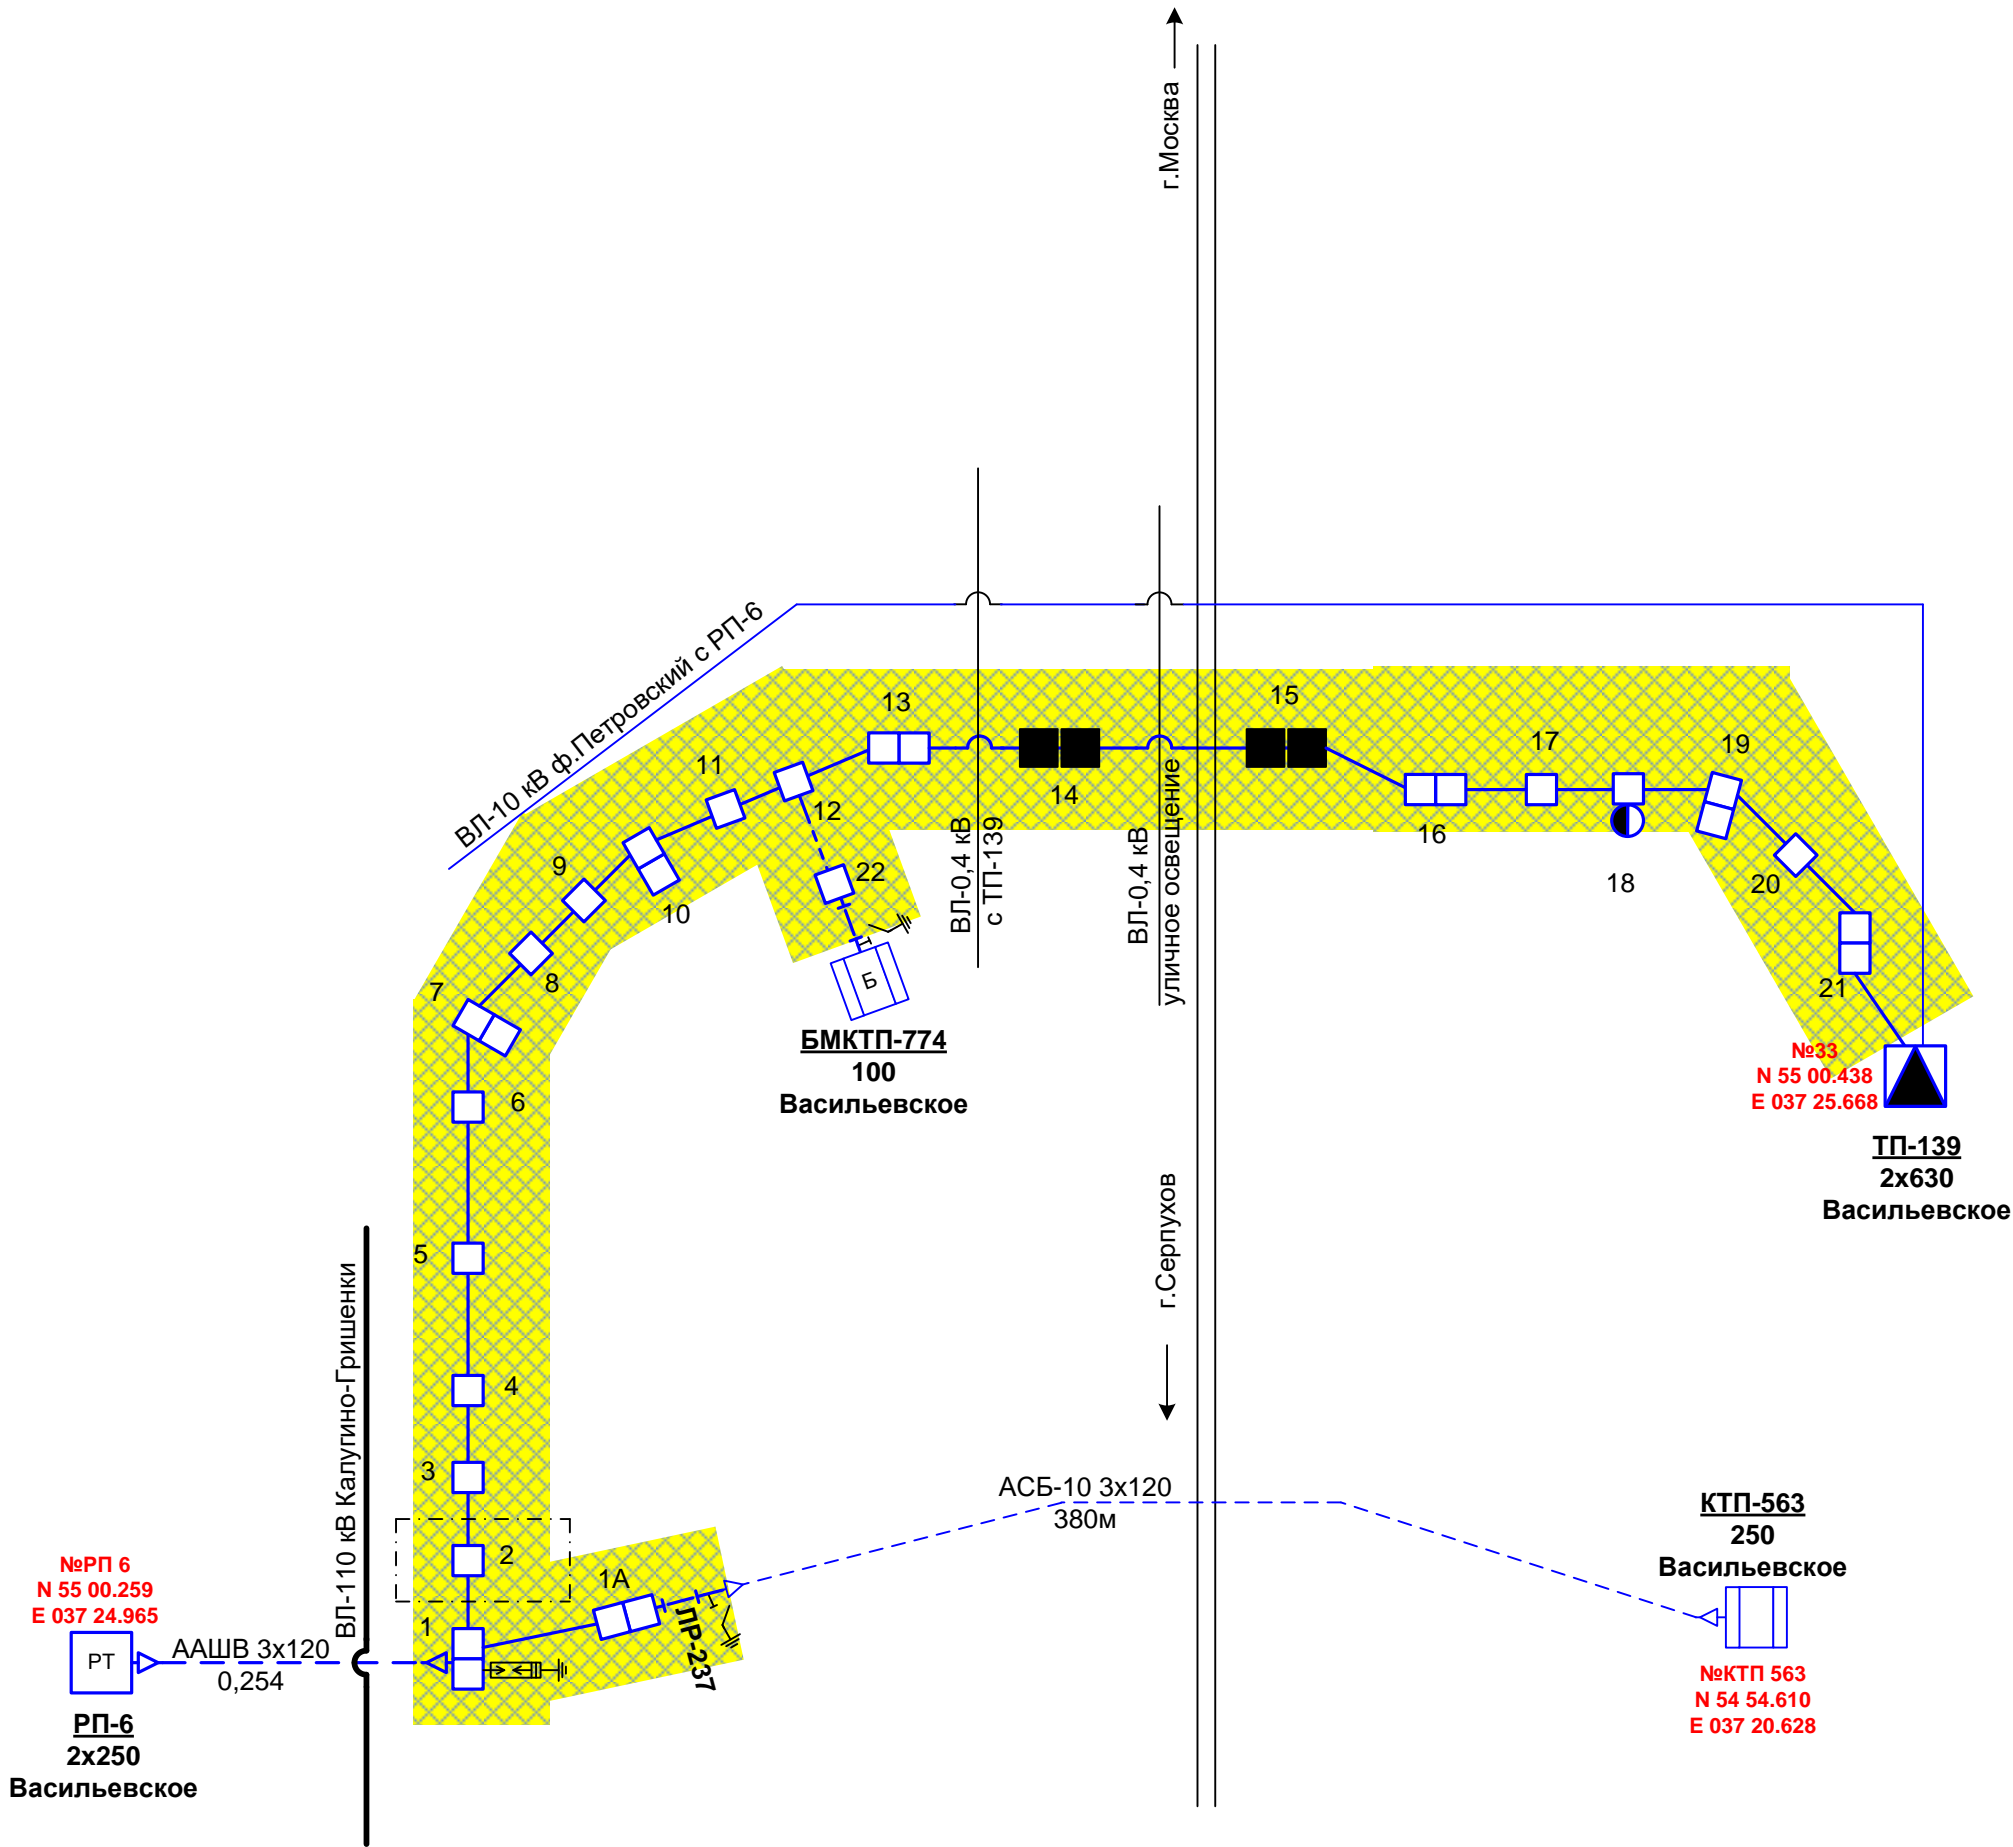 г.Москва
ВЛ-10 кВ ф.Петровский с РП-6
13
15
11
17
19
12
14
16
9
22
18
20
10
ВЛ-0,4 кВ
с ТП-139
ВЛ-0,4 кВ
уличное освещение
7
8
21
Б
БМКТП-774
100
Васильевское
№33
N 55 00.438
E 037 25.668
6
ТП-139
2x630
Васильевское
5
г.Серпухов
ВЛ-110 кВ Калугино-Гришенки
4
3
АСБ-10 3x120
380м
КТП-563
250
Васильевское
2
1А
№РП 6
N 55 00.259
E 037 24.965
1
РТ
ААШВ 3x120
0,254
ЛР-237
РП-6
2x250
Васильевское
№КТП 563
N 54 54.610
E 037 20.628